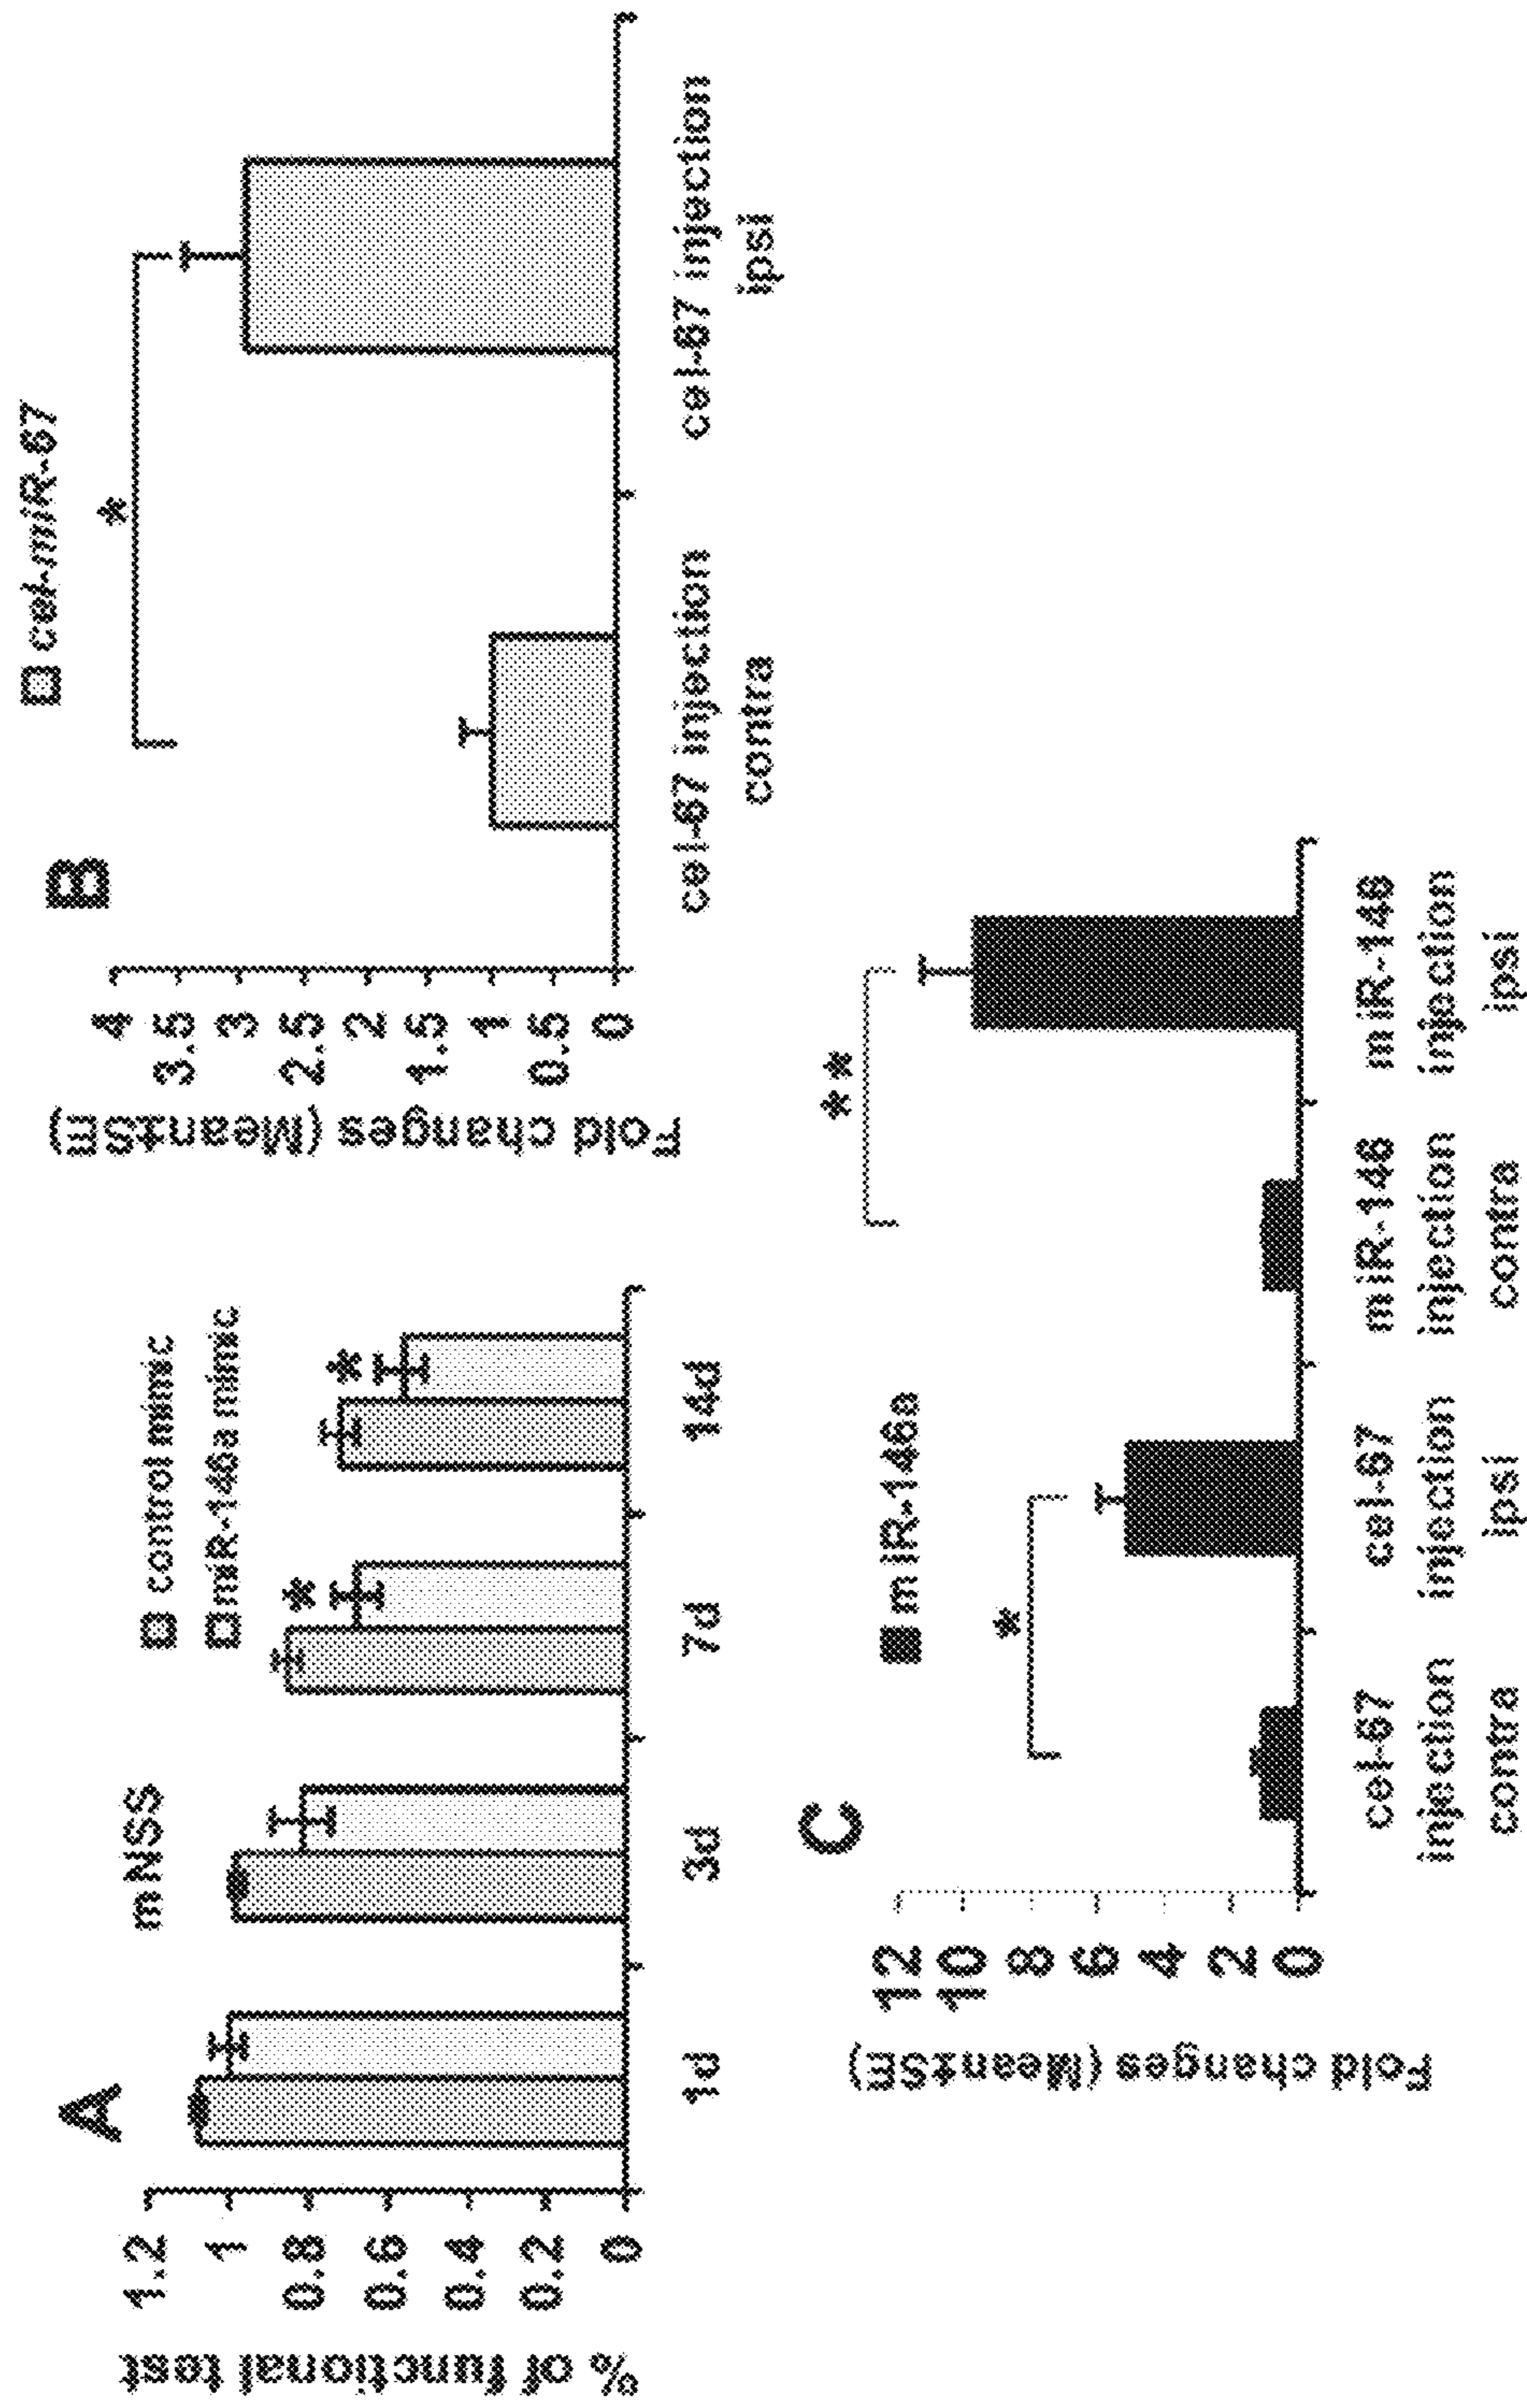 A
mNSS
control mimic
miR-146a mimic
% of functional test
1.2
1
0.8
0.6
0.4
0.2
0
*
*
1d
3d
7d
14d
B
cel-miR-67
Fold changes (Mean±SE)
4
3.5
3
2.5
2
1.5
1
0.5
0
*
cel-67 injection
contra
cel-67 injection
ipsi
C
miR-146a
Fold changes (Mean±SE)
12
10
8
6
4
2
0
*
**
cel-67
injection
contra
cel-67
injection
ipsi
miR-146
injection
contra
miR-146
injection
ipsi